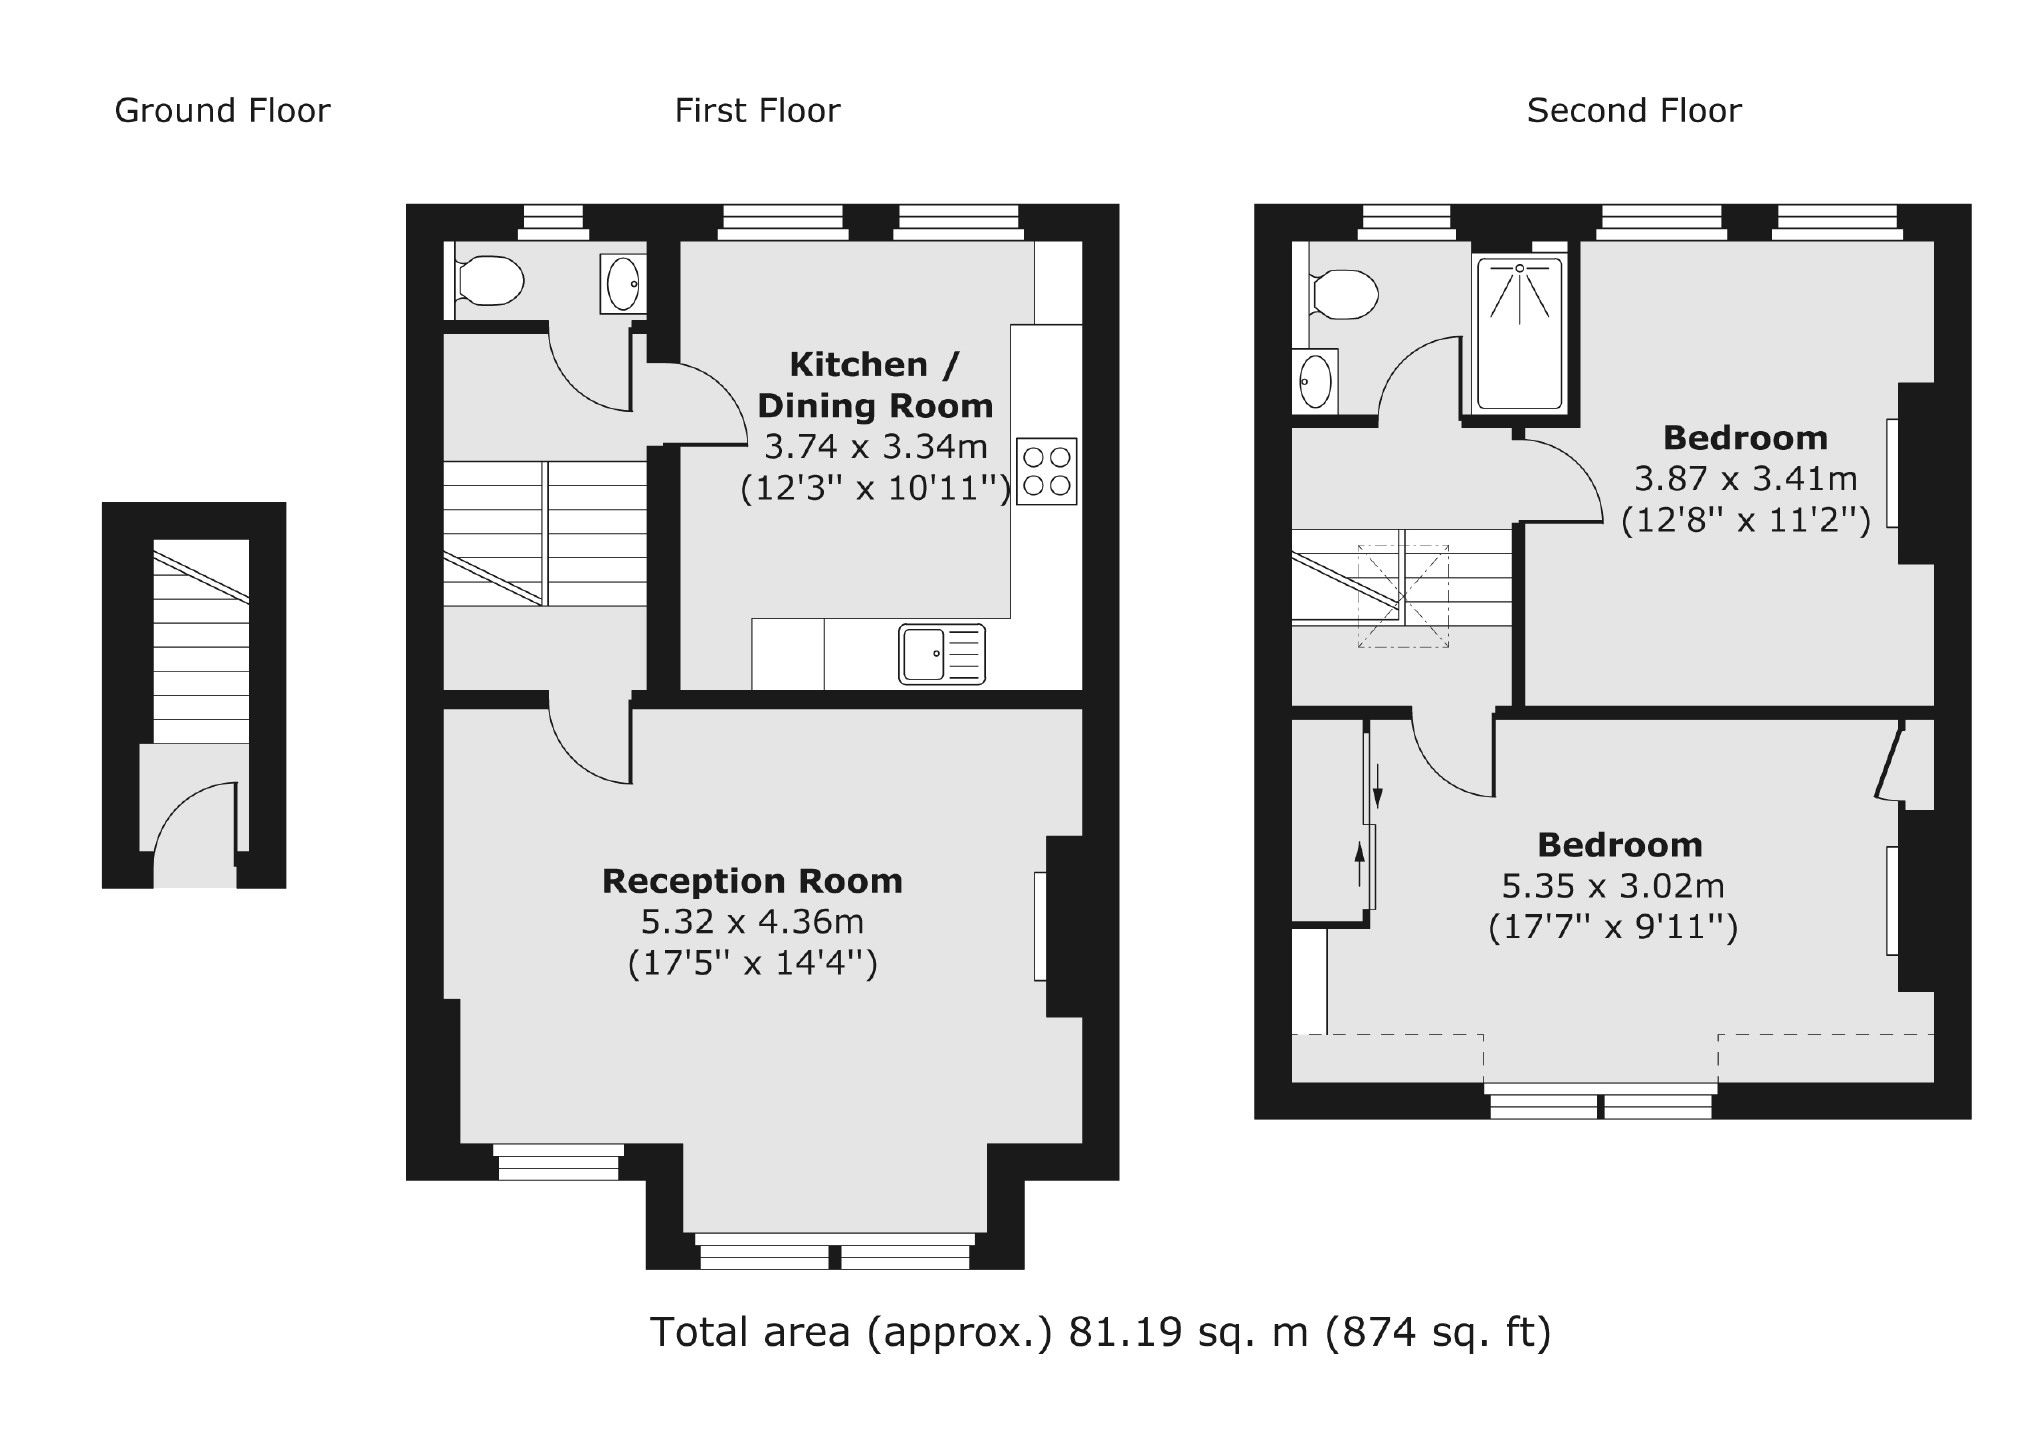 Ground Floor
First Floor
Second Floor
Kitchen /
Dining Room
3.74 x 3.34m
(12'3" x 10'11")
Reception Room
5.32 x 4.36m
(17'5" x 14'4")
Bedroom
3.87 x 3.41m
(12'8" x 11'2")
Bedroom
5.35 x 3.02m
(17'7" x 9'11")
Total area (approx.) 81.19 sq. m (874 sq. ft)